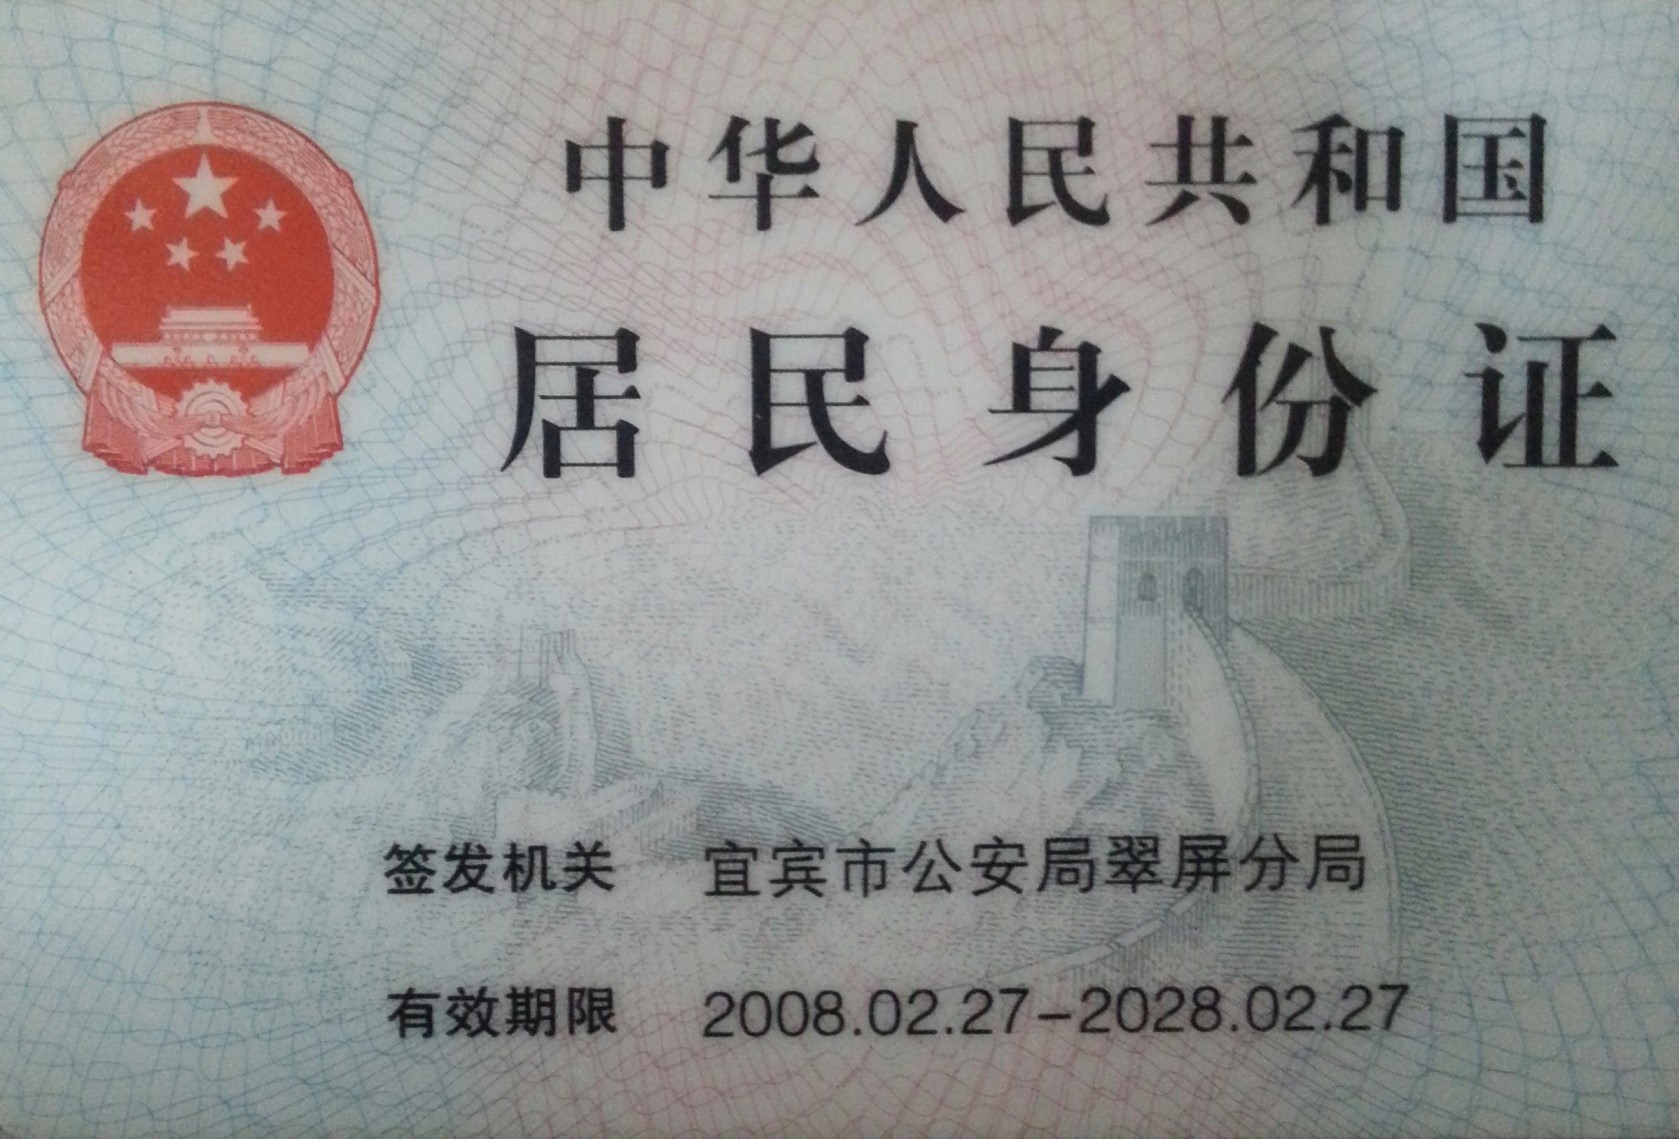 中华人民共和国
居民身份证
签发机关 宜宾市公安局翠屏分局
有效期限 2008.02.27-2028.02.27